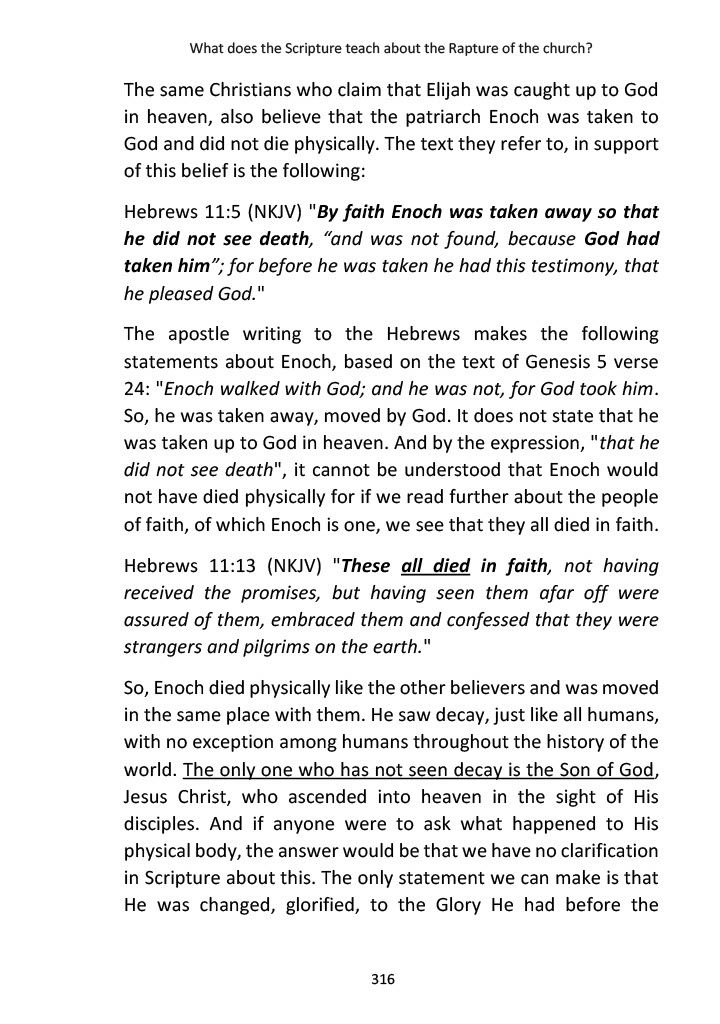 What does the Scripture teach about the Rapture of the church?
The same Christians who claim that Elijah was caught up to God
in heaven, also believe that the patriarch Enoch was taken to
God and did not die physically. The text they refer to, in support
of this belief is the following:
Hebrews 11:5 (NKJV) "By faith Enoch was taken away so that
he did not see death, “and was not found, because God had
taken him”; for before he was taken he had this testimony, that
he pleased God."
The apostle writing to the Hebrews makes the following
statements about Enoch, based on the text of Genesis 5 verse
24: "Enoch walked with God; and he was not, for God took him.
So, he was taken away, moved by God. It does not state that he
was taken up to God in heaven. And by the expression, "that he
did not see death", it cannot be understood that Enoch would
not have died physically for if we read further about the people
of faith, of which Enoch is one, we see that they all died in faith.
Hebrews 11:13 (NKJV) "These all died in faith, not having
received the promises, but having seen them afar off were
assured of them, embraced them and confessed that they were
strangers and pilgrims on the earth."
So, Enoch died physically like the other believers and was moved
in the same place with them. He saw decay, just like all humans,
with no exception among humans throughout the history of the
world. The only one who has not seen decay is the Son of God,
Jesus Christ, who ascended into heaven in the sight of His
disciples. And if anyone were to ask what happened to His
physical body, the answer would be that we have no clarification
in Scripture about this. The only statement we can make is that
He was changed, glorified, to the Glory He had before the
316